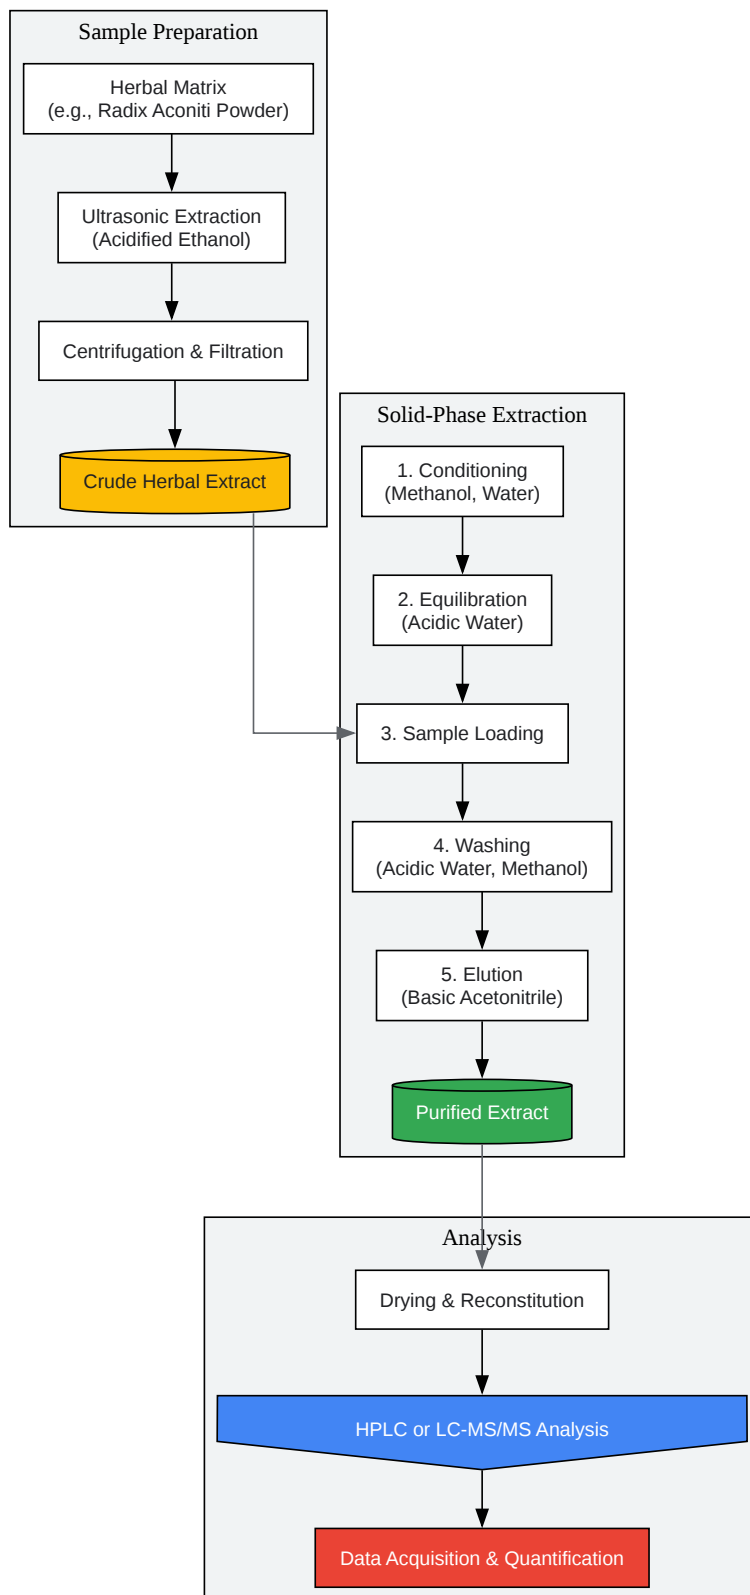 Sample Preparation
Herbal Matrix
(e.g., Radix Aconiti Powder)
Ultrasonic Extraction
(Acidified Ethanol)
Centrifugation & Filtration
Crude Herbal Extract
Solid-Phase Extraction
1. Conditioning
(Methanol, Water)
2. Equilibration
(Acidic Water)
3. Sample Loading
4. Washing
(Acidic Water, Methanol)
5. Elution
(Basic Acetonitrile)
Purified Extract
Analysis
Drying & Reconstitution
HPLC or LC-MS/MS Analysis
Data Acquisition & Quantification